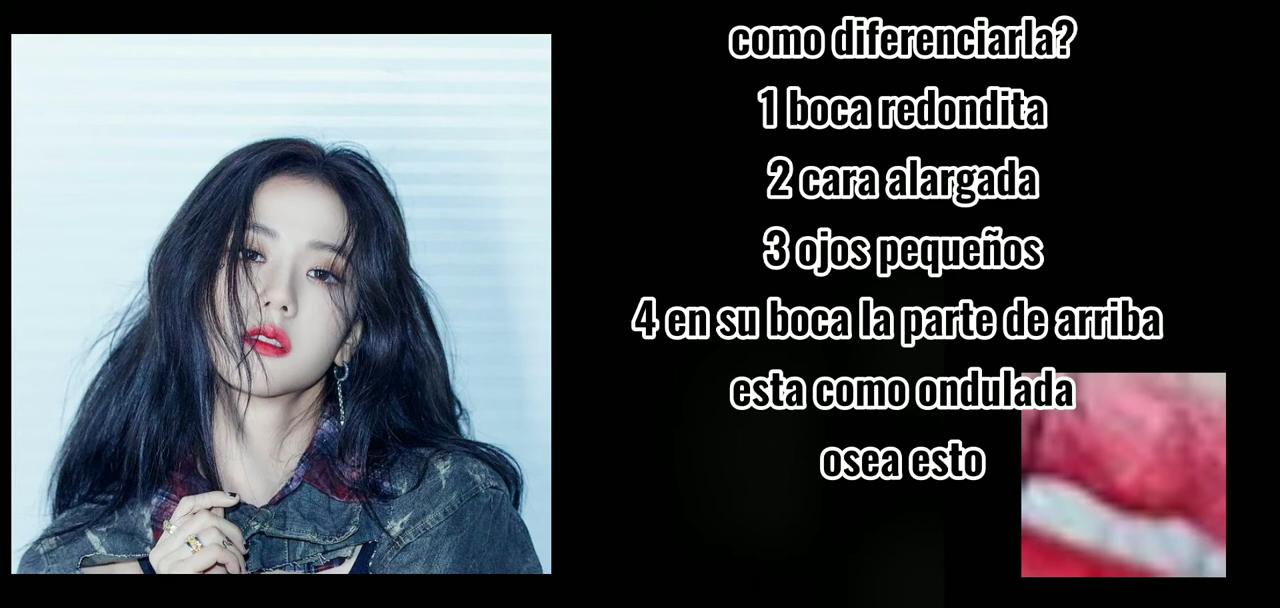 como diferenciarla?
1 boca redondita
2 cara alargada
3 ojos pequeños
4 en su boca la parte de arriba
esta como ondulada
osea esto